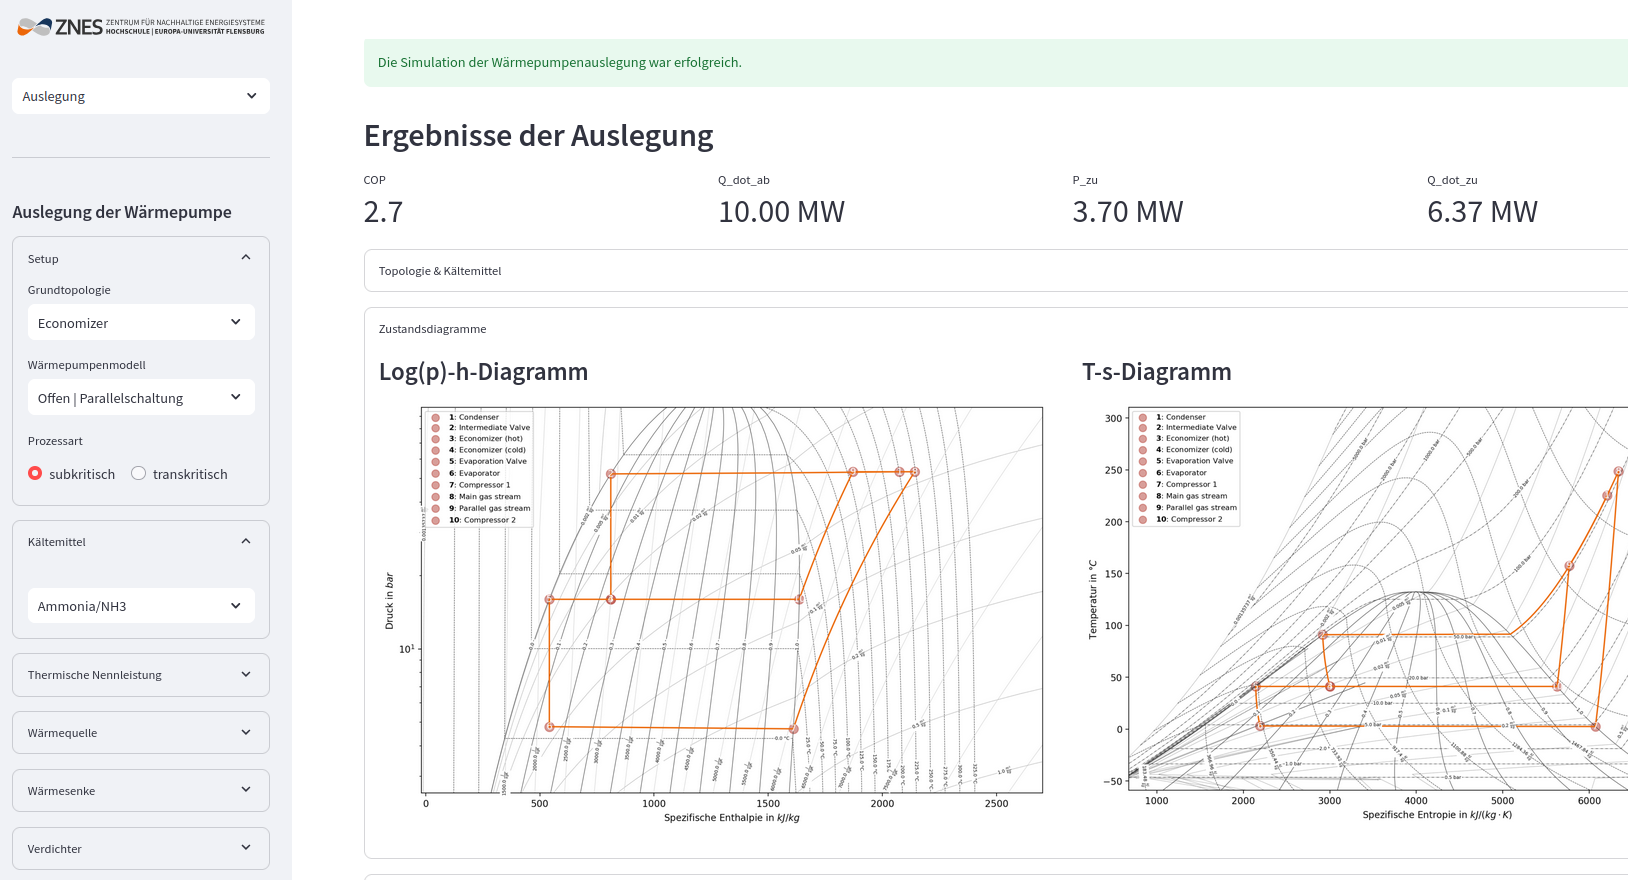 ZNES ZENTRUM FÜR NACHHALTIGE ENERGIESYSTEME
HOCHSCHULE | EUROPA-UNIVERSITÄT FLENSBURG
Auslegung
Auslegung der Wärmepumpe
Setup
Grundtopologie
Economizer
Wärmepumpenmodell
Offen | Parallelschaltung
Prozessart
subkritisch transkritisch
Kältemittel
Ammonia/NH3
Thermische Nennleistung
Wärmequelle
Wärmesenke
Verdichter
Die Simulation der Wärmepumpenauslegung war erfolgreich.
Ergebnisse der Auslegung
COP
2.7
Q_dot_ab
10.00 MW
P_zu
3.70 MW
Q_dot_zu
6.37 MW
Topologie & Kältemittel
Zustandsdiagramme
Log(p)-h-Diagramm
1: Condenser
2: Intermediate Valve
3: Economizer (hot)
4: Economizer (cold)
5: Evaporation Valve
6: Evaporator
7: Compressor 1
8: Main gas stream
9: Parallel gas stream
10: Compressor 2
Druck in bar
10¹
0 500 1000 1500 2000 2500
Spezifische Enthalpie in kJ/kg
T-s-Diagramm
1: Condenser
2: Intermediate Valve
3: Economizer (hot)
4: Economizer (cold)
5: Evaporation Valve
6: Evaporator
7: Compressor 1
8: Main gas stream
9: Parallel gas stream
10: Compressor 2
Temperatur in °C
300
250
200
150
100
50
0
−50
1000 2000 3000 4000 5000 6000
Spezifische Entropie in kJ/(kg · K)